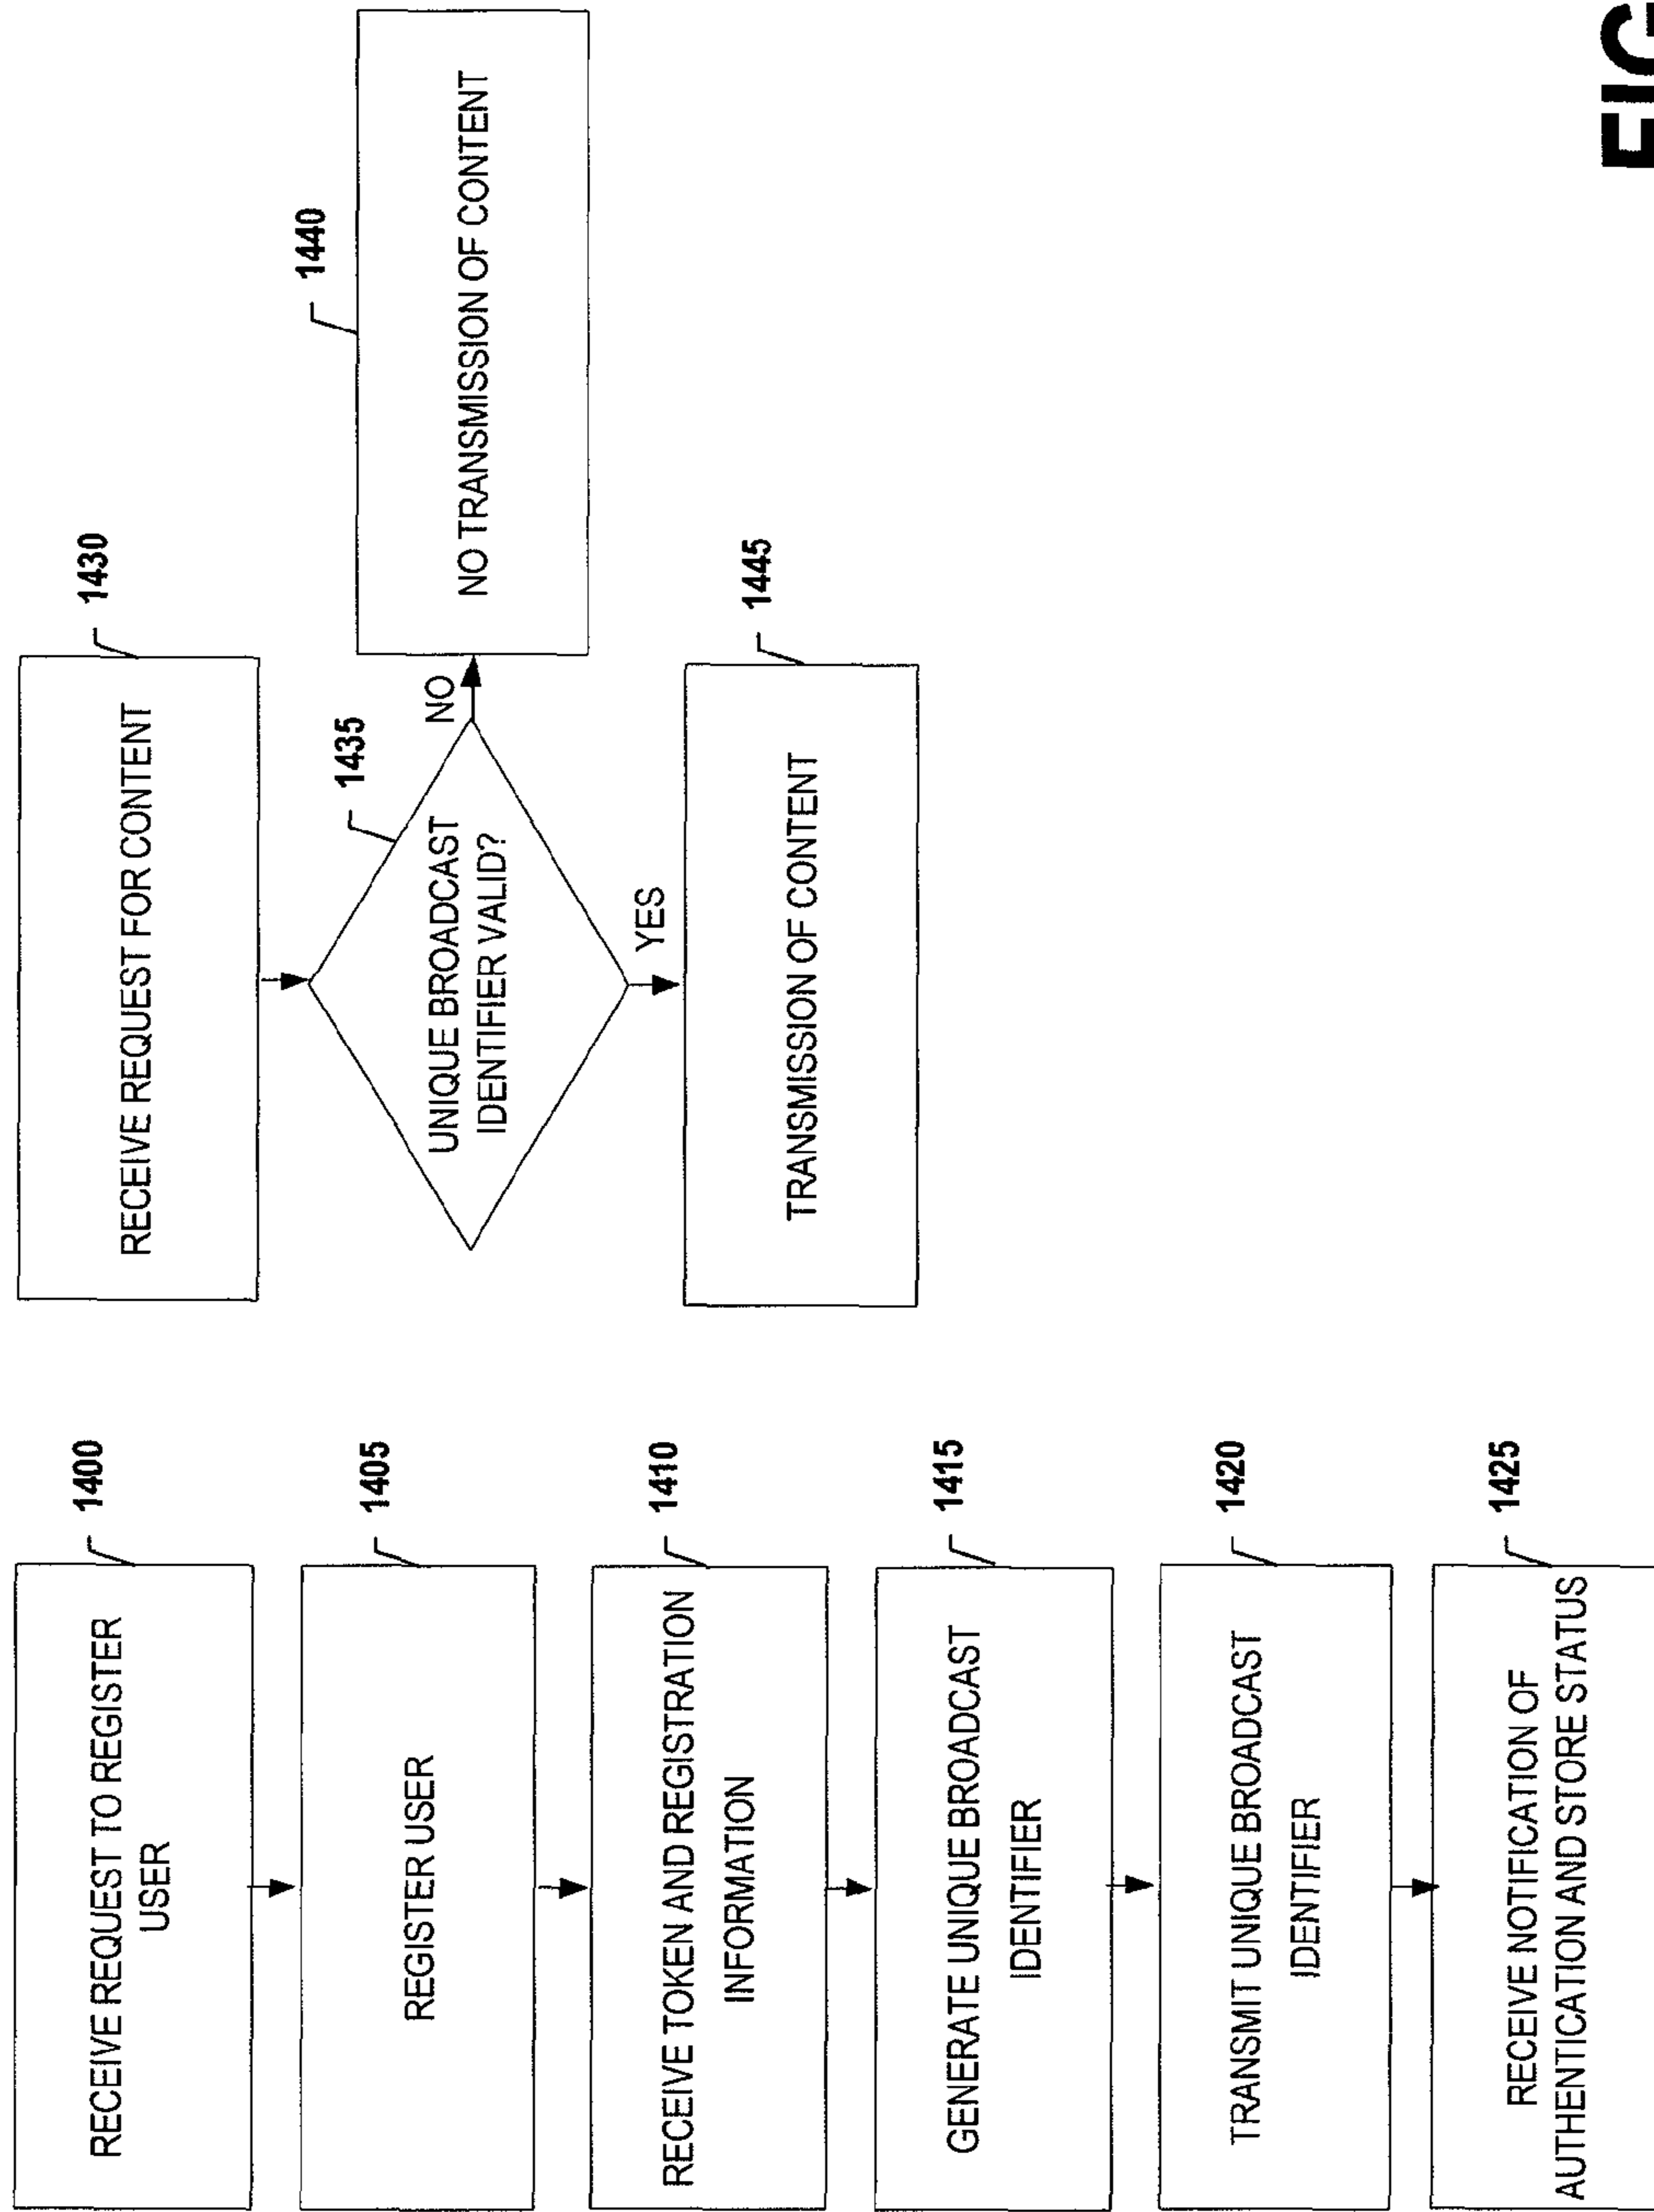 1400
RECEIVE REQUEST TO REGISTER
USER
1405
REGISTER USER
1410
RECEIVE TOKEN AND REGISTRATION
INFORMATION
1415
GENERATE UNIQUE BROADCAST
IDENTIFIER
1420
TRANSMIT UNIQUE BROADCAST
IDENTIFIER
1425
RECEIVE NOTIFICATION OF
AUTHENTICATION AND STORE STATUS
1430
RECEIVE REQUEST FOR CONTENT
1435
UNIQUE BROADCAST
IDENTIFIER VALID?
NO
1440
NO TRANSMISSION OF CONTENT
YES
1445
TRANSMISSION OF CONTENT